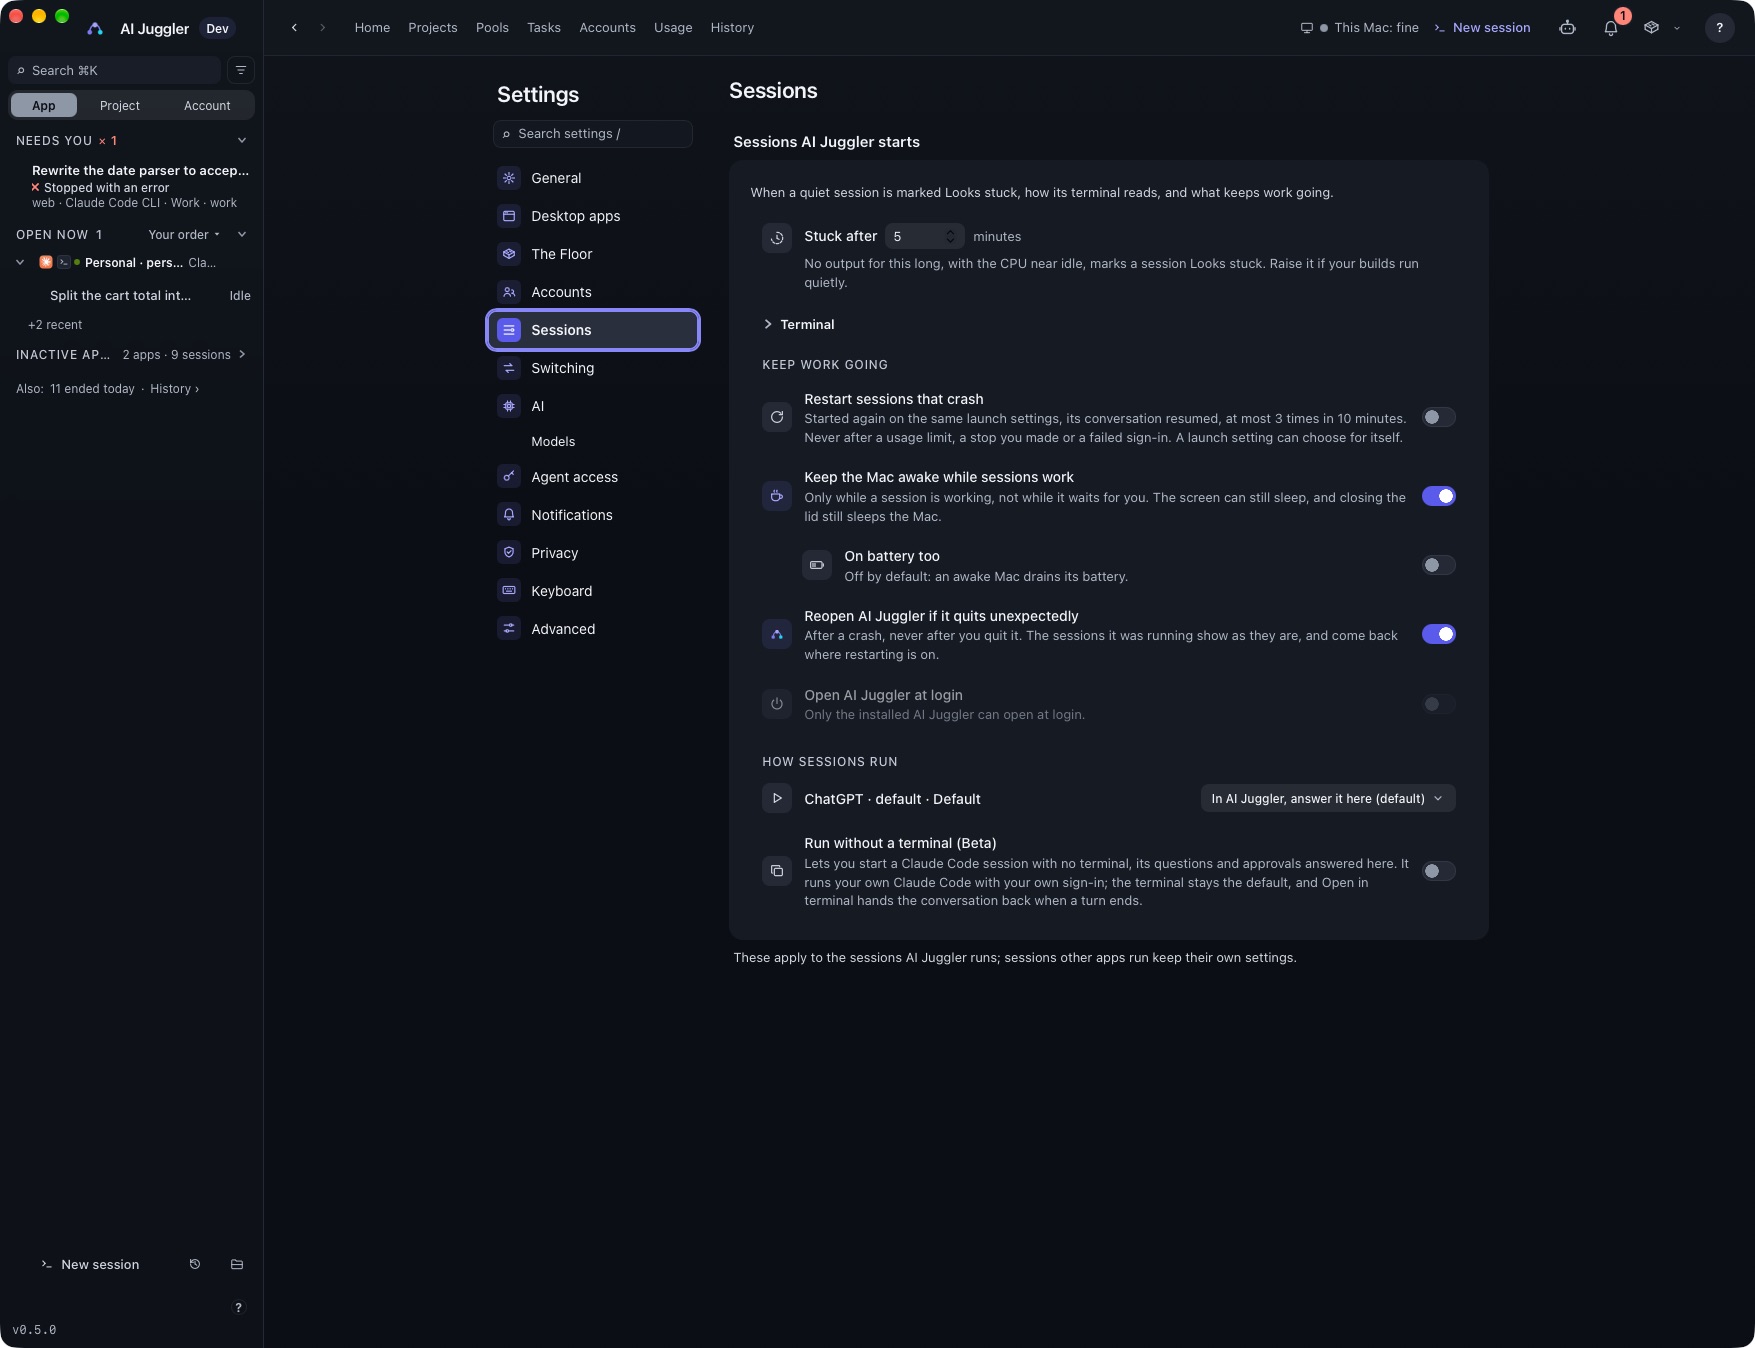 AI Juggler Dev
Search ⌘K
App Project Account
NEEDS YOU × 1
Rewrite the date parser to accep...
× Stopped with an error
web · Claude Code CLI · Work · work
OPEN NOW 1 Your order
Personal · pers... Cla...
Split the cart total int... Idle
+2 recent
INACTIVE AP... 2 apps · 9 sessions
Also: 11 ended today · History ›
New session
?
v0.5.0
Home Projects Pools Tasks Accounts Usage History
This Mac: fine
New session
1
?
Settings
Search settings /
General
Desktop apps
The Floor
Accounts
Sessions
Switching
AI
Models
Agent access
Notifications
Privacy
Keyboard
Advanced
Sessions
Sessions AI Juggler starts
When a quiet session is marked Looks stuck, how its terminal reads, and what keeps work going.
Stuck after 5 minutes
No output for this long, with the CPU near idle, marks a session Looks stuck. Raise it if your builds run
quietly.
Terminal
KEEP WORK GOING
Restart sessions that crash
Started again on the same launch settings, its conversation resumed, at most 3 times in 10 minutes.
Never after a usage limit, a stop you made or a failed sign-in. A launch setting can choose for itself.
Keep the Mac awake while sessions work
Only while a session is working, not while it waits for you. The screen can still sleep, and closing the
lid still sleeps the Mac.
On battery too
Off by default: an awake Mac drains its battery.
Reopen AI Juggler if it quits unexpectedly
After a crash, never after you quit it. The sessions it was running show as they are, and come back
where restarting is on.
Open AI Juggler at login
Only the installed AI Juggler can open at login.
HOW SESSIONS RUN
ChatGPT · default · Default
In AI Juggler, answer it here (default)
Run without a terminal (Beta)
Lets you start a Claude Code session with no terminal, its questions and approvals answered here. It
runs your own Claude Code with your own sign-in; the terminal stays the default, and Open in
terminal hands the conversation back when a turn ends.
These apply to the sessions AI Juggler runs; sessions other apps run keep their own settings.